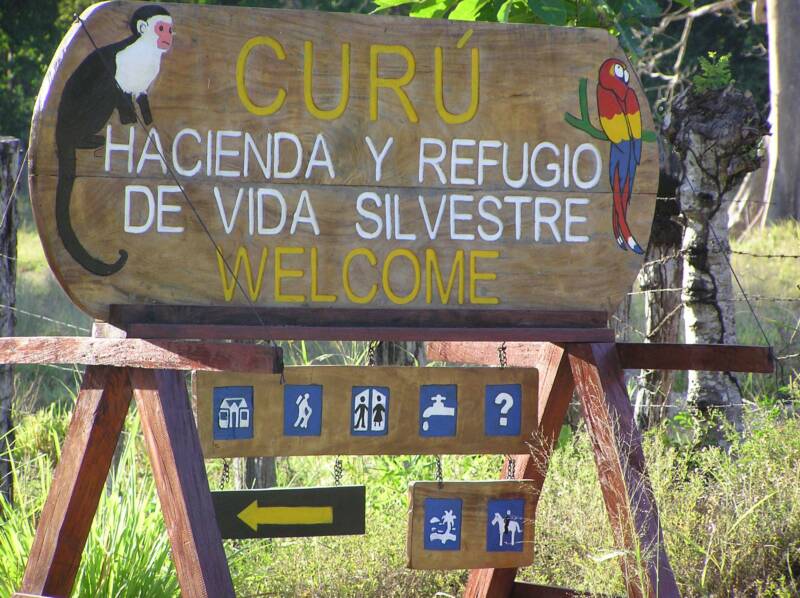 CURÚ
HACIENDA Y REFUGIO
DE VIDA SILVESTRE
WELCOME
?